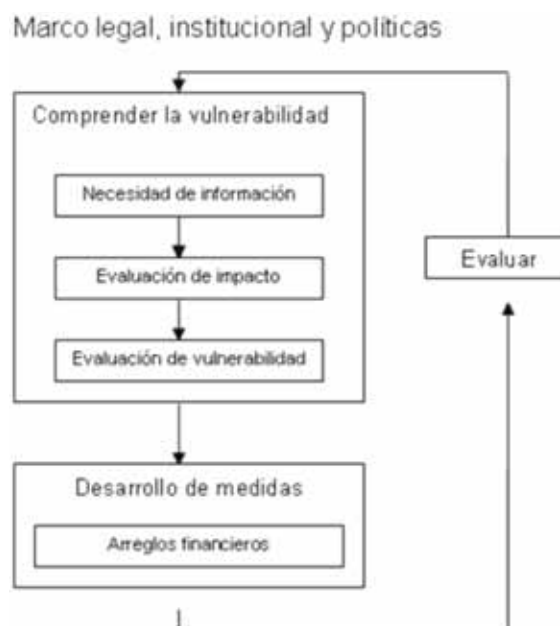 Marco legal, institucional y políticas
Comprender la vulnerabilidad
Necesidad de información
Evaluación de impacto
Evaluar
Evaluación de vulnerabilidad
Desarrollo de medidas
Arreglos financieros